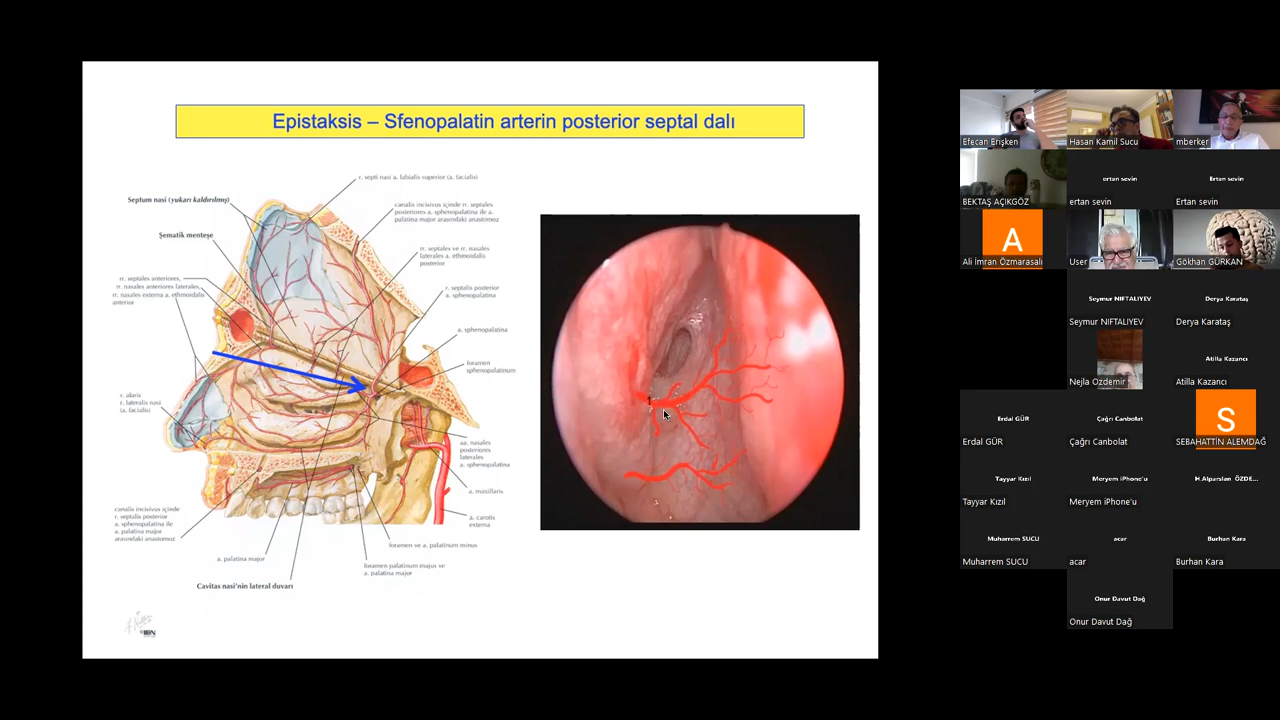 Epistaksis – Sfenopalatin arterin posterior septal dalı
r. septi nasi a. labialis superior (a. facialis)
Septum nasi (yukarı kaldırılmış)
canalis incisivus içinde rr. septales
posteriores a. sphenopalatina ile a.
palatina major arasındaki anastomoz
Şematik menteşe
rr. septales ve rr. nasales
laterales a. ethmoidalis
posterior
rr. septales anteriores,
rr. nasales anteriores laterales,
rr. nasales externa a. ethmoidalis
anterior
r. septalis posterior
a. sphenopalatina
a. sphenopalatina
foramen
sphenopalatinum
r. alaris
r. lateralis nasi
(a. facialis)
aa. nasales
posteriores
laterales
a. sphenopalatina
a. maxillaris
canalis incisivus içinde
r. septalis posterior
a. sphenopalatina ile
a. palatina major
arasındaki anastomoz
a. carotis
externa
foramen ve a. palatinum minus
a. palatina major
foramen palatinum majus ve
a. palatina major
Cavitas nasi'nin lateral duvarı
1
Efecan Erişken
Hasan Kamil Sucu
mberker
BEKTAŞ AÇIKGÖZ
ertan sevin
ertan sevin
Ertan sevin
Ertan sevin
A
Ali İmran Özmarasalı
User
Gökhan GÜRKAN
Seymur NIFTALIYEV
Seymur NIFTALIYEV
Derya Karataş
Derya Karataş
Nejla Ozdemir
Atilla Kazancı
Atilla Kazancı
Erdal GÜR
Erdal GÜR
Çağrı Canbolat
Çağrı Canbolat
S
SEBAHATTİN ALEMDAĞ
Tayyar Kızıl
Tayyar Kızıl
Meryem iPhone'u
Meryem iPhone'u
H.Alparslan ÖZDE...
Muharrem SUCU
Muharrem SUCU
acar
acar
Burhan Kara
Burhan Kara
Onur Davut Dağ
Onur Davut Dağ